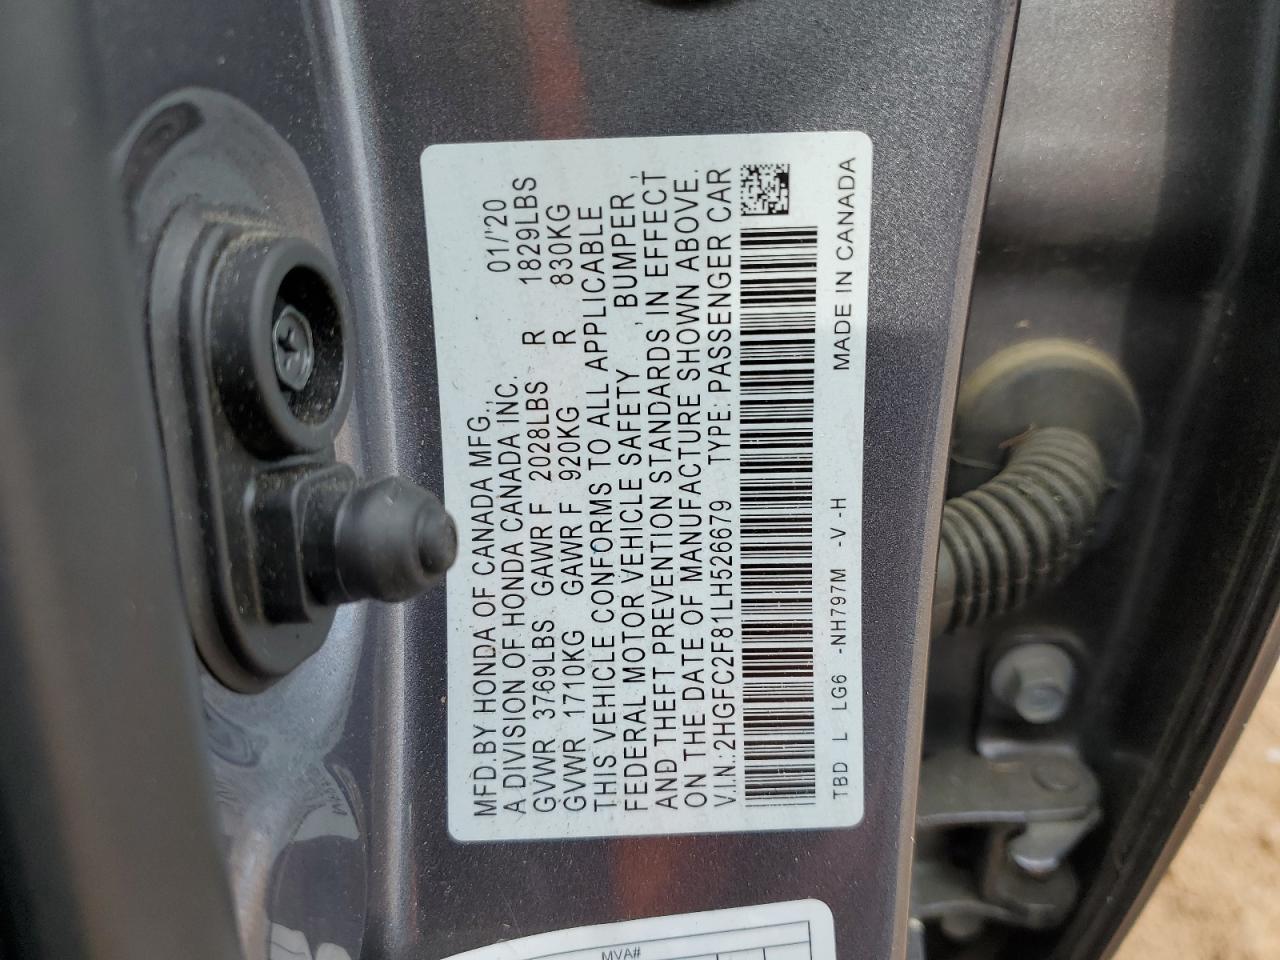 MFD.BY HONDA OF CANADA MFG.,
A DIVISION OF HONDA CANADA INC. 01/'20
GVWR 3769LBS GAWR F 2028LBS R 1829LBS
GVWR 1710KG GAWR F 920KG R 830KG
THIS VEHICLE CONFORMS TO ALL APPLICABLE
FEDERAL MOTOR VEHICLE SAFETY , BUMPER ,
AND THEFT PREVENTION STANDARDS IN EFFECT
ON THE DATE OF MANUFACTURE SHOWN ABOVE.
V.I.N.:2HGFC2F81LH526679 TYPE: PASSENGER CAR
TBD L LG6 -NH797M -V -H MADE IN CANADA
MVA#